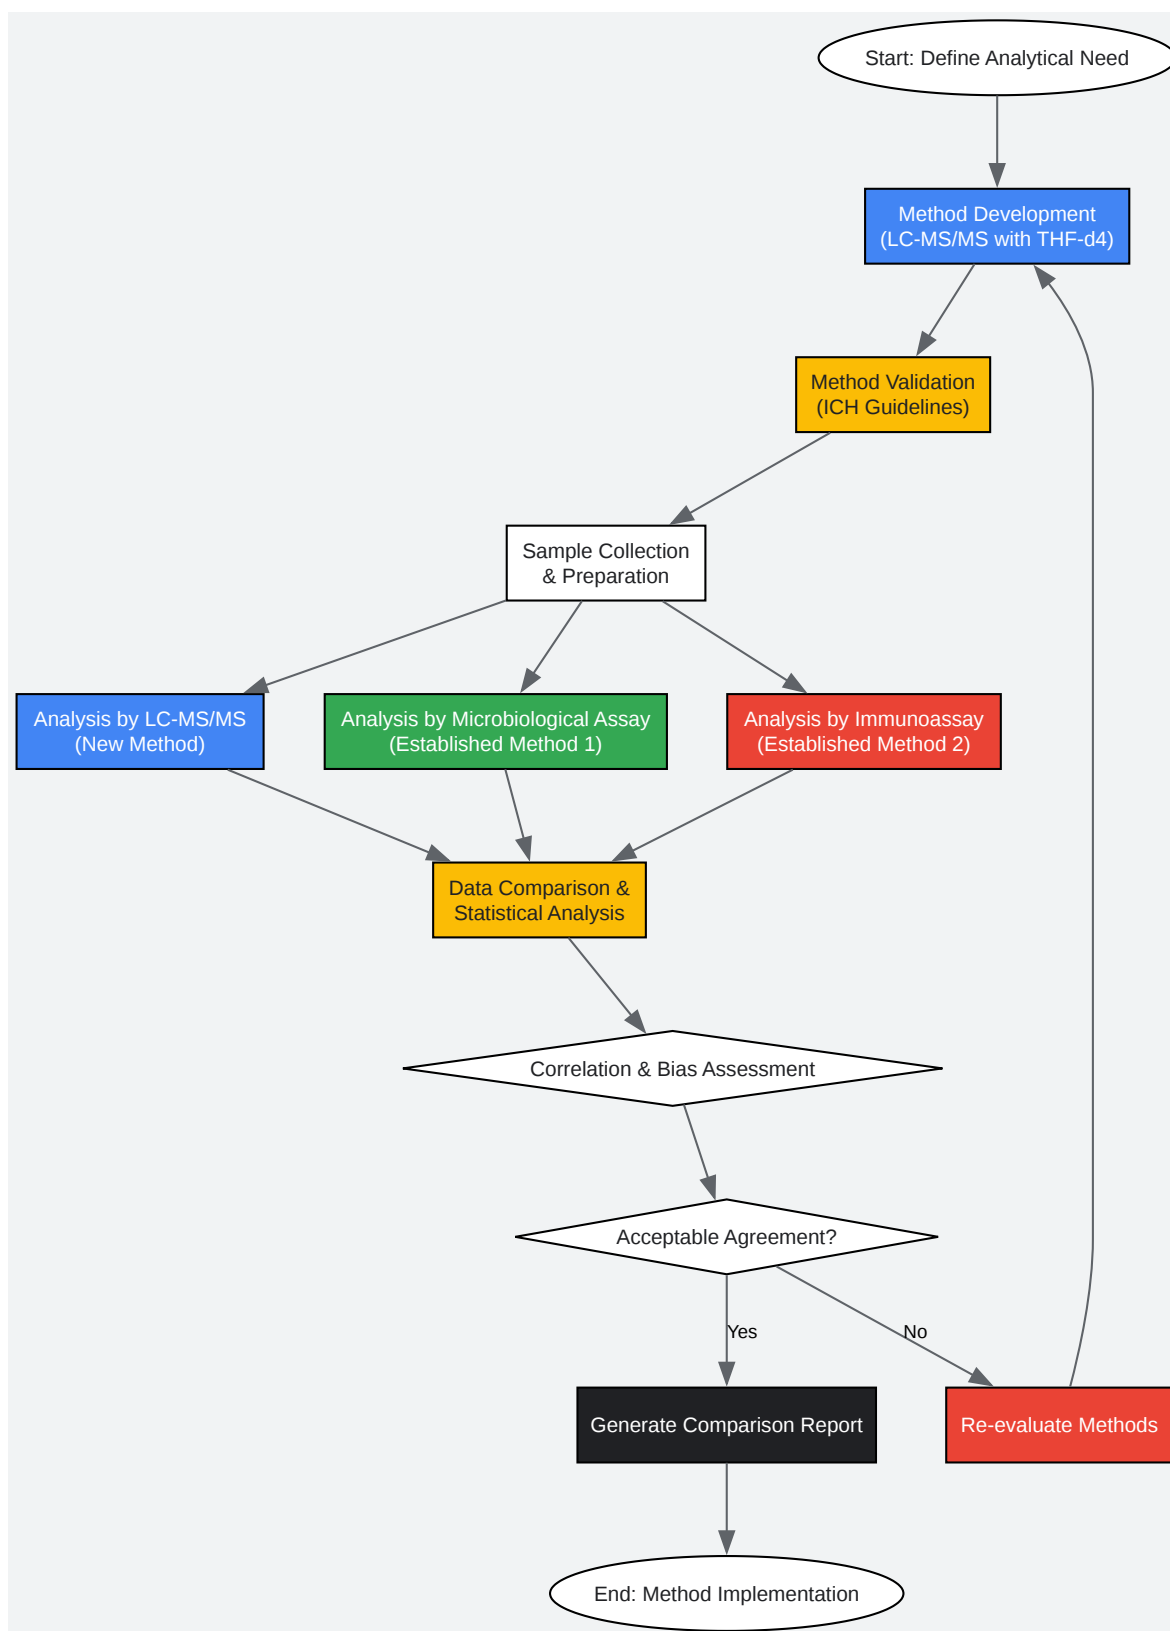 Start: Define Analytical Need
Method Development
(LC-MS/MS with THF-d4)
Method Validation
(ICH Guidelines)
Sample Collection
& Preparation
Analysis by LC-MS/MS
(New Method)
Analysis by Microbiological Assay
(Established Method 1)
Analysis by Immunoassay
(Established Method 2)
Data Comparison &
Statistical Analysis
Correlation & Bias Assessment
Acceptable Agreement?
Yes
No
Generate Comparison Report
Re-evaluate Methods
End: Method Implementation